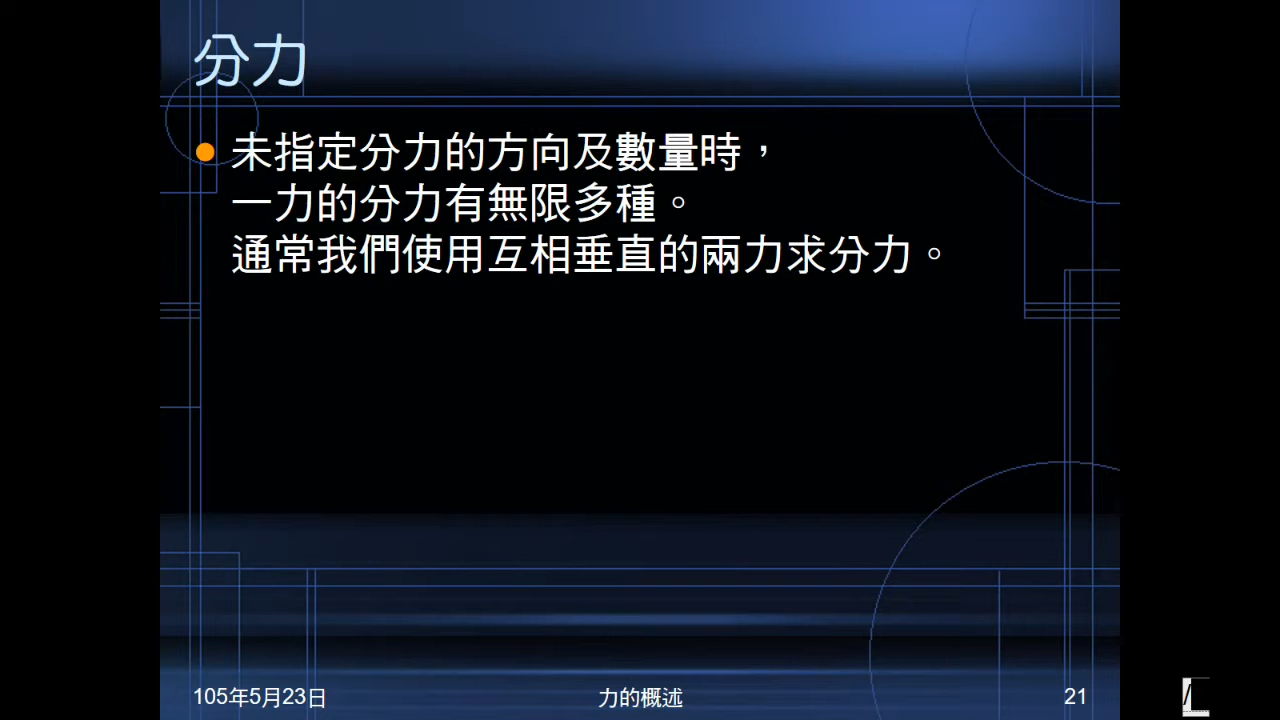 分力
未指定分力的方向及數量時，
一力的分力有無限多種。
通常我們使用互相垂直的兩力求分力。
105年5月23日
力的概述
21